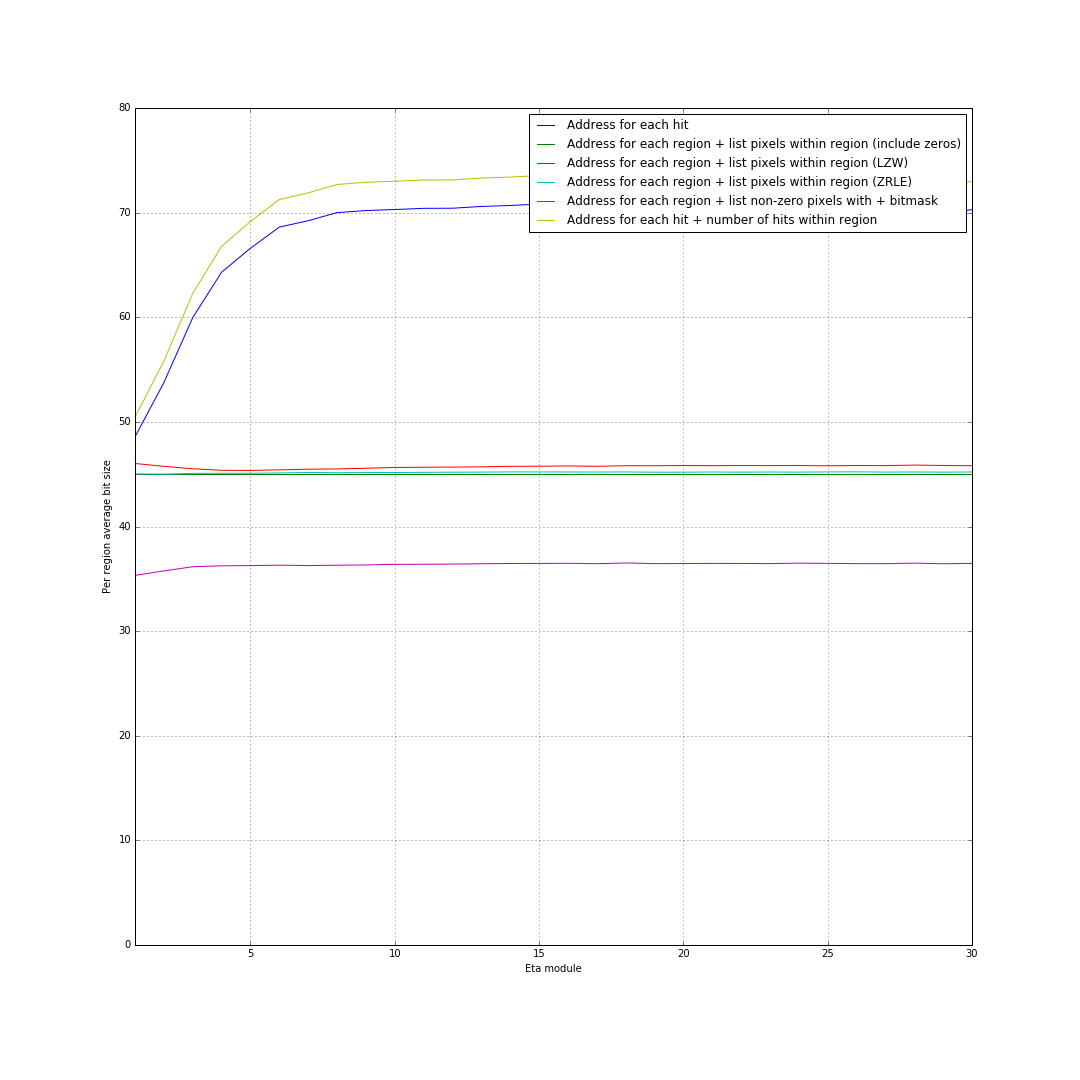 80
70
60
50
40
30
20
10
0
5
10
15
20
25
30
Per region average bit size
Eta module
Address for each hit
Address for each region + list pixels within region (include zeros)
Address for each region + list pixels within region (LZW)
Address for each region + list pixels within region (ZRLE)
Address for each region + list non-zero pixels with + bitmask
Address for each hit + number of hits within region